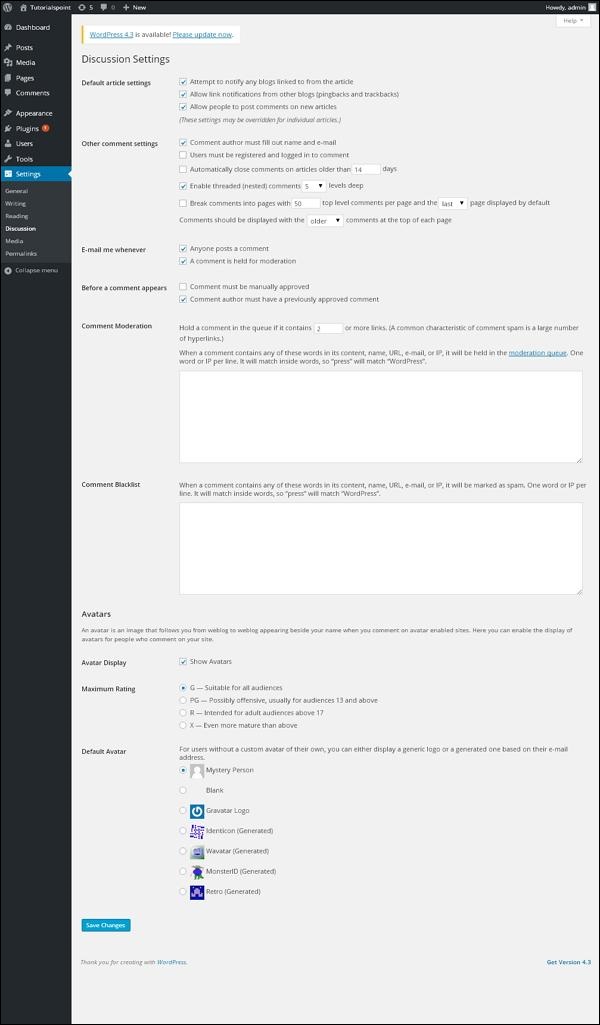 Tutorialspoint 5 0 New Howdy, admin
Help
Dashboard
Posts
Media
Pages
Comments
Appearance
Plugins 1
Users
Tools
Settings
General
Writing
Reading
Discussion
Media
Permalinks
Collapse menu
WordPress 4.3 is available! Please update now.
Discussion Settings
Default article settings
Attempt to notify any blogs linked to from the article
Allow link notifications from other blogs (pingbacks and trackbacks)
Allow people to post comments on new articles
(These settings may be overridden for individual articles.)
Other comment settings
Comment author must fill out name and e-mail
Users must be registered and logged in to comment
Automatically close comments on articles older than 14 days
Enable threaded (nested) comments 5 levels deep
Break comments into pages with 50 top level comments per page and the last page displayed by default
Comments should be displayed with the older comments at the top of each page
E-mail me whenever
Anyone posts a comment
A comment is held for moderation
Before a comment appears
Comment must be manually approved
Comment author must have a previously approved comment
Comment Moderation
Hold a comment in the queue if it contains 2 or more links. (A common characteristic of comment spam is a large number
of hyperlinks.)
When a comment contains any of these words in its content, name, URL, e-mail, or IP, it will be held in the moderation queue. One
word or IP per line. It will match inside words, so “press” will match “WordPress”.
Comment Blacklist
When a comment contains any of these words in its content, name, URL, e-mail, or IP, it will be marked as spam. One word or IP per
line. It will match inside words, so “press” will match “WordPress”.
Avatars
An avatar is an image that follows you from weblog to weblog appearing beside your name when you comment on avatar enabled sites. Here you can enable the display of
avatars for people who comment on your site.
Avatar Display
Show Avatars
Maximum Rating
G — Suitable for all audiences
PG — Possibly offensive, usually for audiences 13 and above
R — Intended for adult audiences above 17
X — Even more mature than above
Default Avatar
For users without a custom avatar of their own, you can either display a generic logo or a generated one based on their e-mail
address.
Mystery Person
Blank
Gravatar Logo
Identicon (Generated)
Wavatar (Generated)
MonsterID (Generated)
Retro (Generated)
Save Changes
Thank you for creating with WordPress.
Get Version 4.3